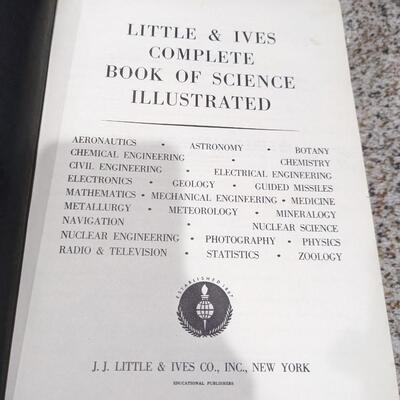 LITTLE & IVES
COMPLETE
BOOK OF SCIENCE
ILLUSTRATED
AERONAUTICS • ASTRONOMY • BOTANY
CHEMICAL ENGINEERING • CHEMISTRY
CIVIL ENGINEERING • ELECTRICAL ENGINEERING
ELECTRONICS • GEOLOGY • GUIDED MISSILES
MATHEMATICS • MECHANICAL ENGINEERING • MEDICINE
METALLURGY • METEOROLOGY • MINERALOGY
NAVIGATION • NUCLEAR SCIENCE
NUCLEAR ENGINEERING • PHOTOGRAPHY • PHYSICS
RADIO & TELEVISION • STATISTICS • ZOOLOGY
ESTABLISHED 1867
J. J. LITTLE & IVES CO., INC., NEW YORK
EDUCATIONAL PUBLISHERS